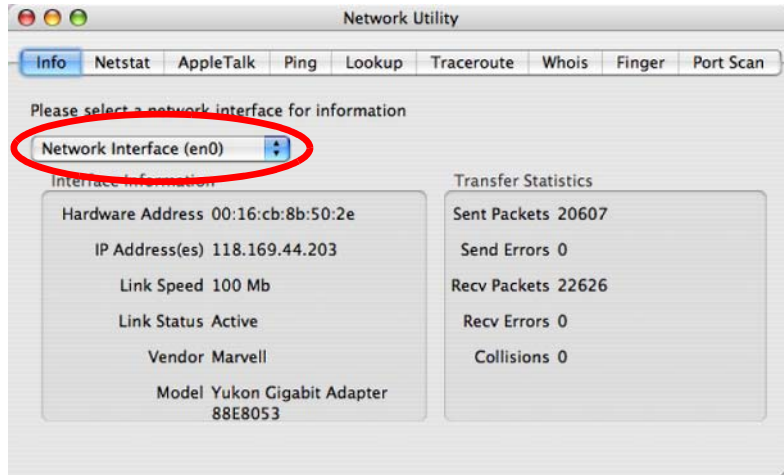 Network Utility
Info Netstat AppleTalk Ping Lookup Traceroute Whois Finger Port Scan
Please select a network interface for information
Network Interface (en0)
Interface Information
Hardware Address 00:16:cb:8b:50:2e
IP Address(es) 118.169.44.203
Link Speed 100 Mb
Link Status Active
Vendor Marvell
Model Yukon Gigabit Adapter
88E8053
Transfer Statistics
Sent Packets 20607
Send Errors 0
Recv Packets 22626
Recv Errors 0
Collisions 0